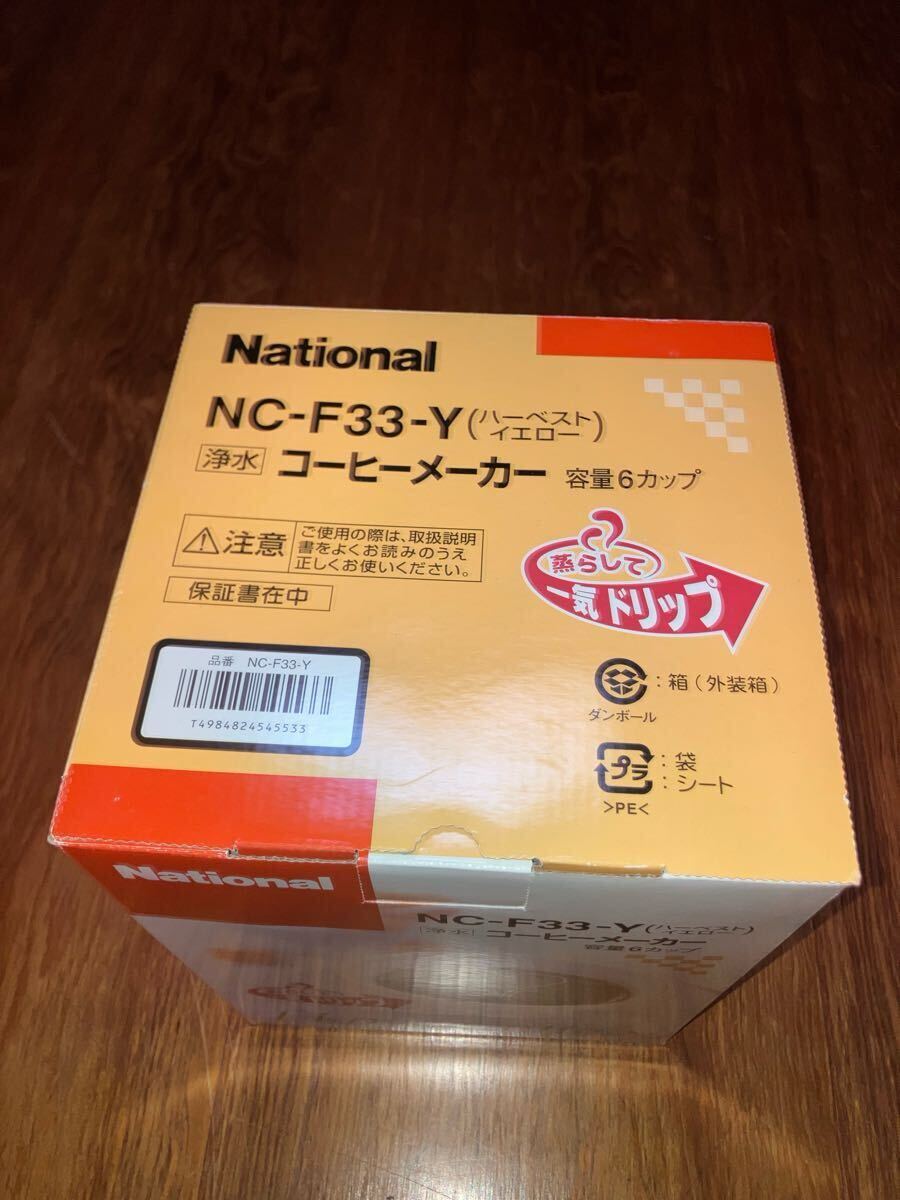 National
NC-F33-Y(ハーベストイエロー)
浄水 コーヒーメーカー 容量6カップ
注意 ご使用の際は、取扱説明
書をよくお読みのうえ
正しくお使いください。
保証書在中
蒸らして
一気ドリップ
品番 NC-F33-Y
T4984824545533
:箱(外装箱)
ダンボール
プラ :袋
:シート
>PE<
National
NC-F33-Y(ハーベストイエロー)
浄水 コーヒーメーカー
容量6カップ